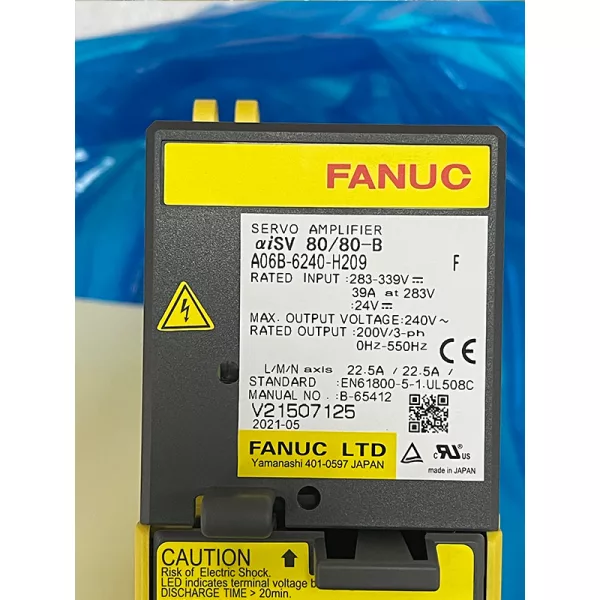 FANUC
SERVO AMPLIFIER
αiSV 80/80-B
A06B-6240-H209 F
RATED INPUT :283-339V⎓
39A at 283V
:24V⎓
MAX. OUTPUT VOLTAGE:240V~
RATED OUTPUT :200V/3-ph
0Hz-550Hz
CE
L/M/N axis 22.5A / 22.5A /
STANDARD :EN61800-5-1.UL508C
MANUAL NO. :B-65412
V21507125
2021-05
FANUC LTD
Yamanashi 401-0597 JAPAN
c RU US
made in JAPAN
CAUTION
Risk of Electric Shock.
LED indicates terminal voltage
DISCHARGE TIME > 20min.